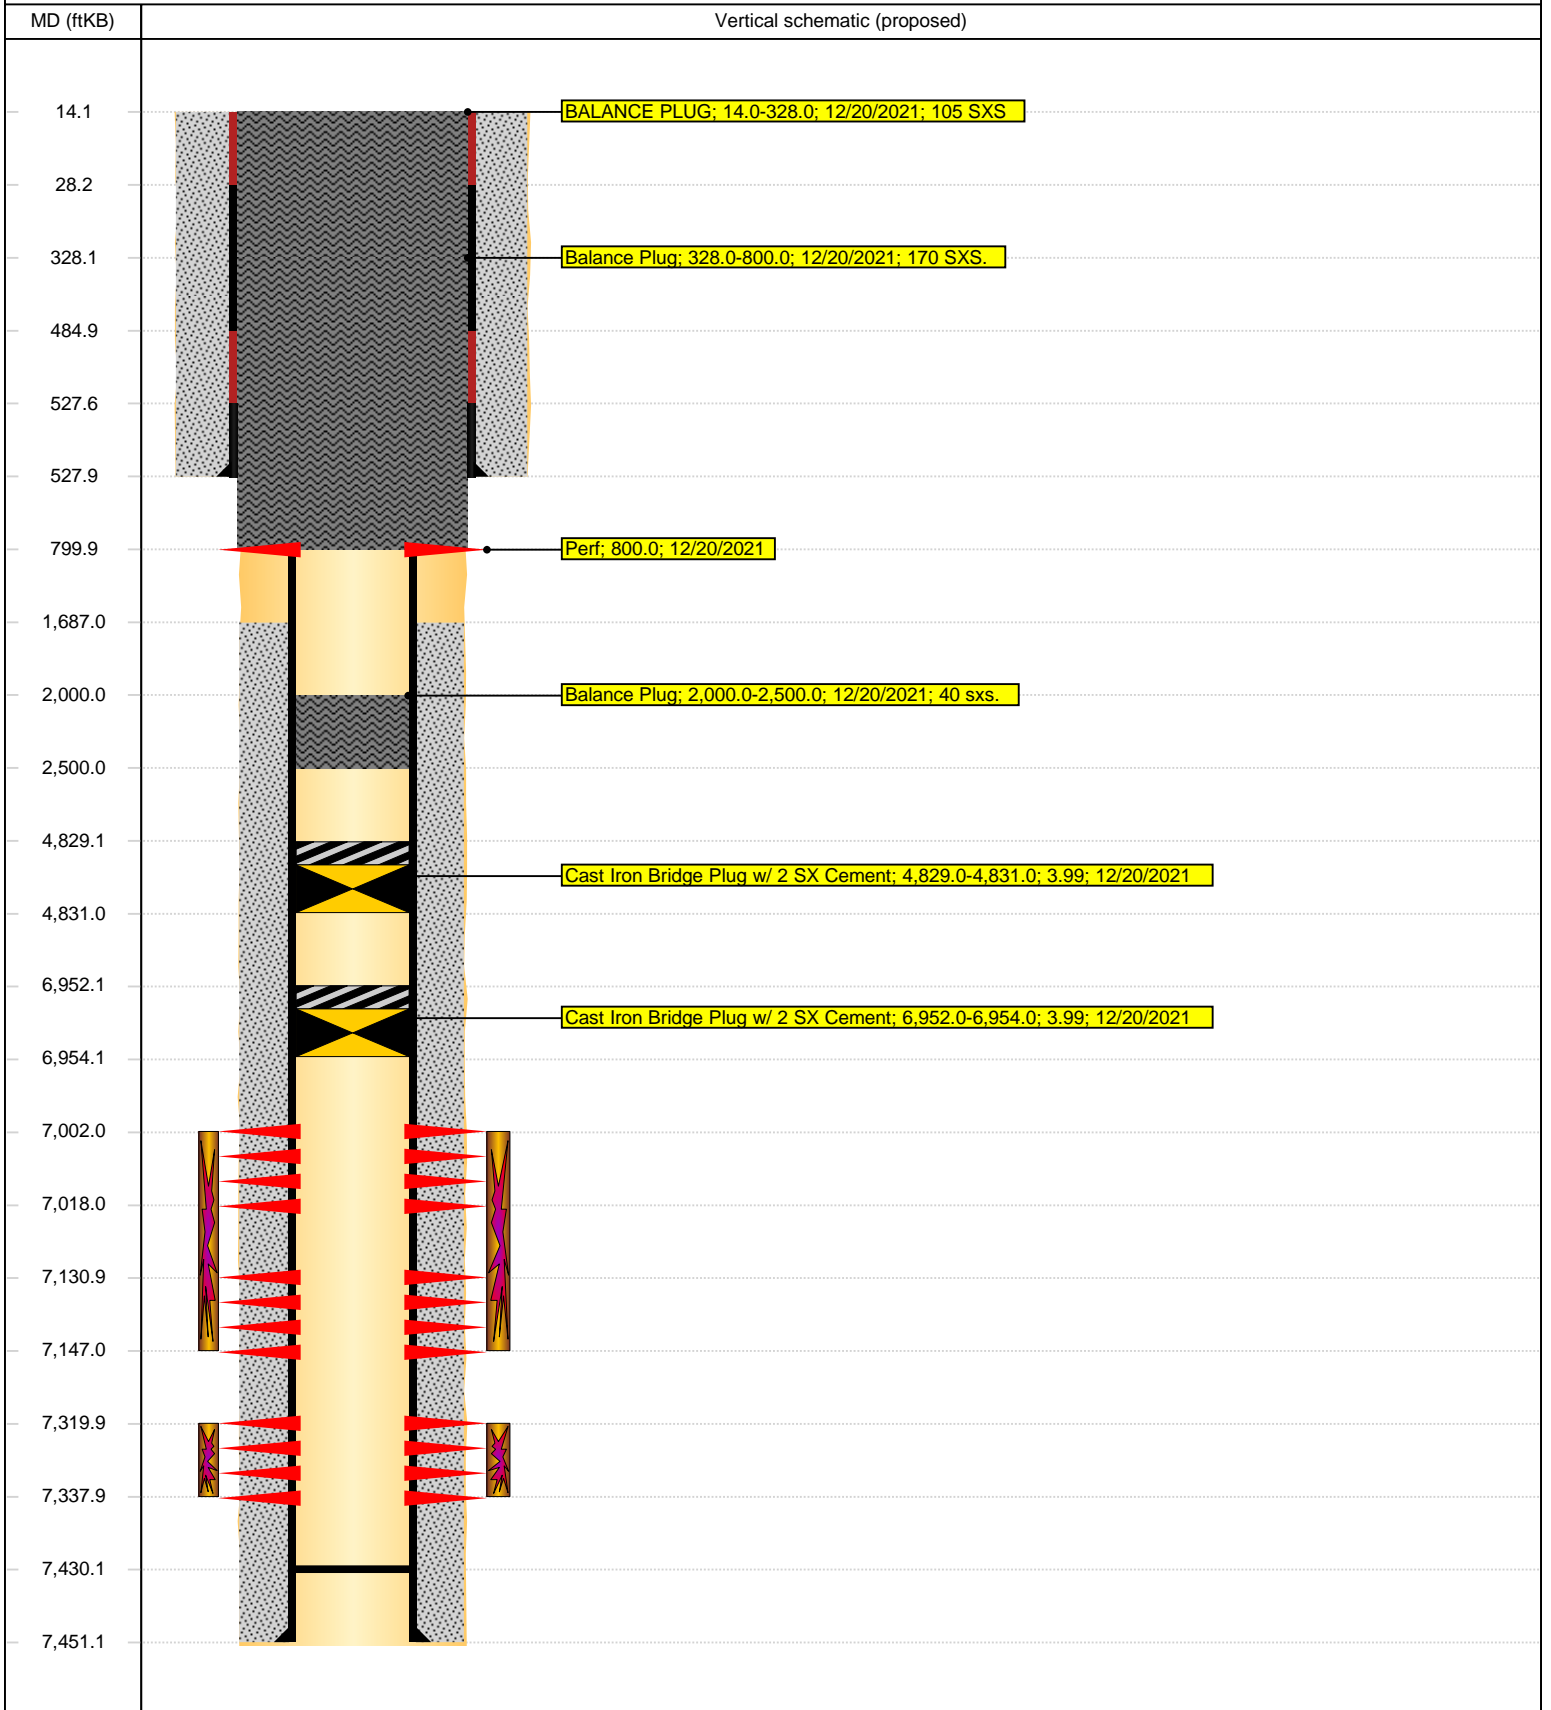 MD (ftKB) Vertical schematic (proposed)
14.1 BALANCE PLUG; 14.0-328.0; 12/20/2021; 105 SXS
28.2
328.1 Balance Plug; 328.0-800.0; 12/20/2021; 170 SXS.
484.9
527.6
527.9
799.9 Perf; 800.0; 12/20/2021
1,687.0
2,000.0 Balance Plug; 2,000.0-2,500.0; 12/20/2021; 40 sxs.
2,500.0
4,829.1
Cast Iron Bridge Plug w/ 2 SX Cement; 4,829.0-4,831.0; 3.99; 12/20/2021
4,831.0
6,952.1
Cast Iron Bridge Plug w/ 2 SX Cement; 6,952.0-6,954.0; 3.99; 12/20/2021
6,954.1
7,002.0
7,018.0
7,130.9
7,147.0
7,319.9
7,337.9
7,430.1
7,451.1